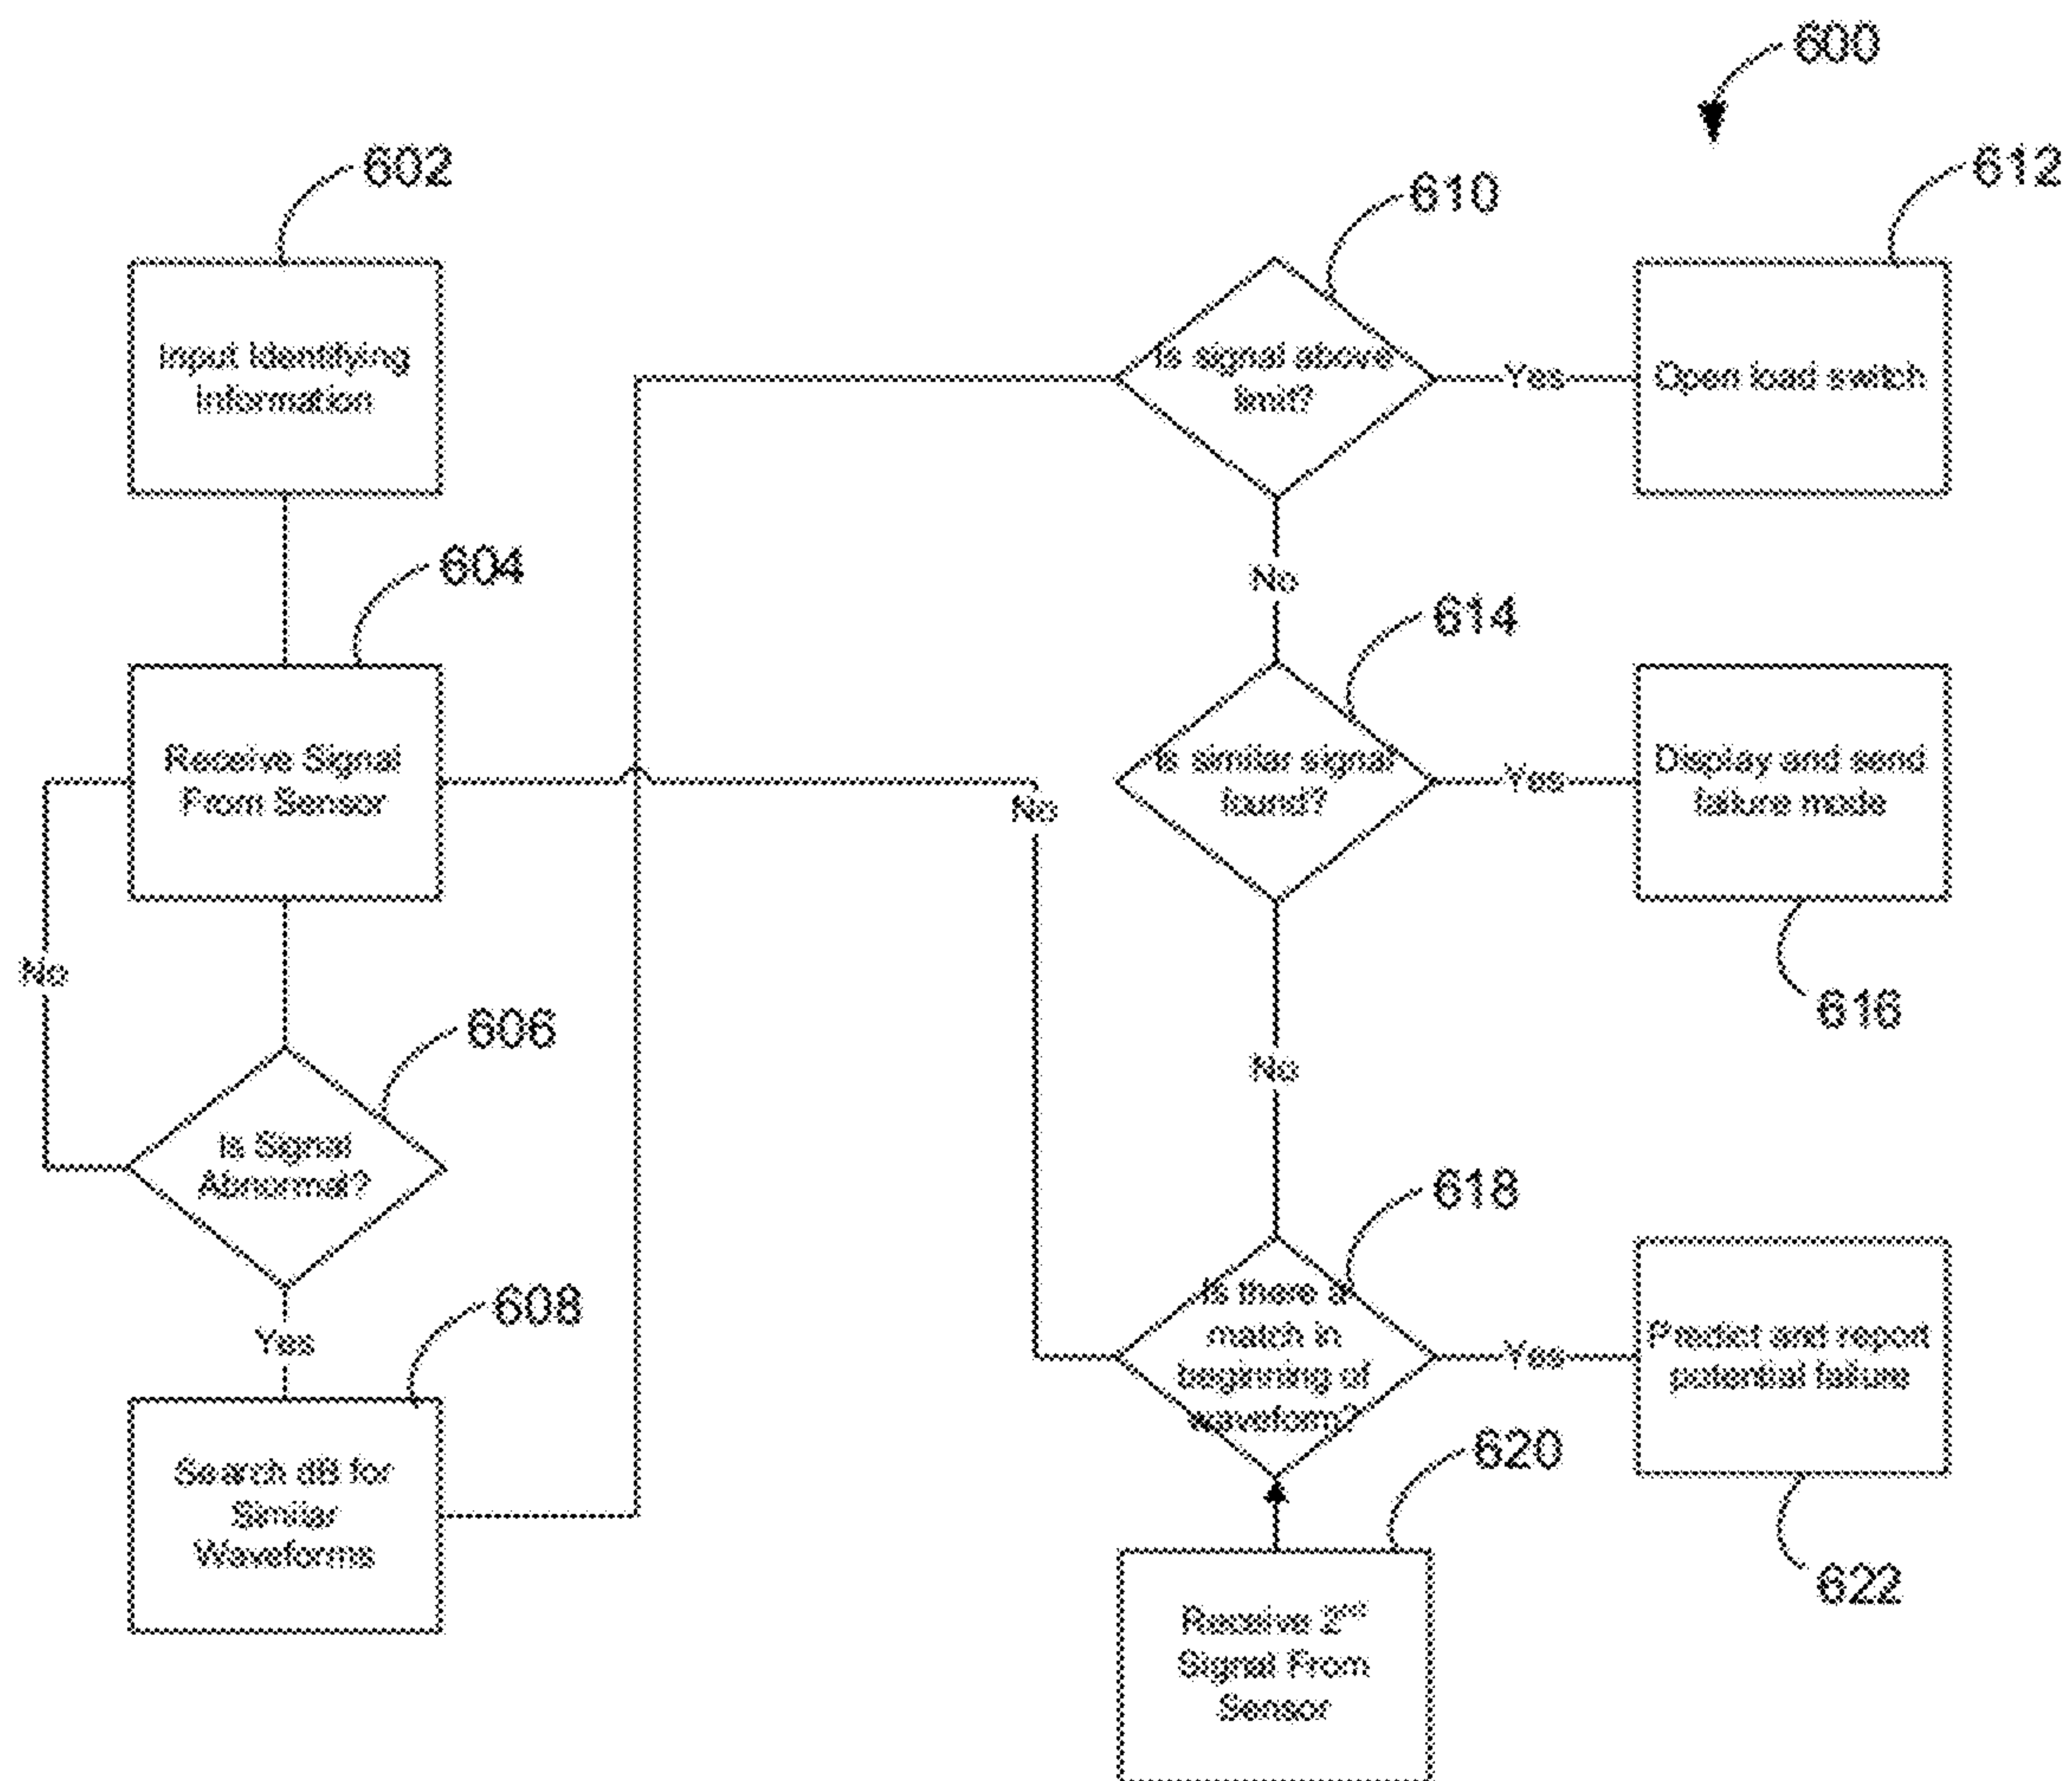 600
602
Input Identifying
Information
604
Receive Signal
From Sensor
No
606
Is Signal
Abnormal?
Yes
608
Search dB for
Similar
Waveforms
610
Is signal above
limit?
Yes
612
Open load switch
No
614
Is similar signal
found?
Yes
Display and send
failure mode
616
No
No
618
Is there a
match in
beginning of
waveform?
Yes
Predict and report
potential failure
622
620
Receive 2nd
Signal From
Sensor